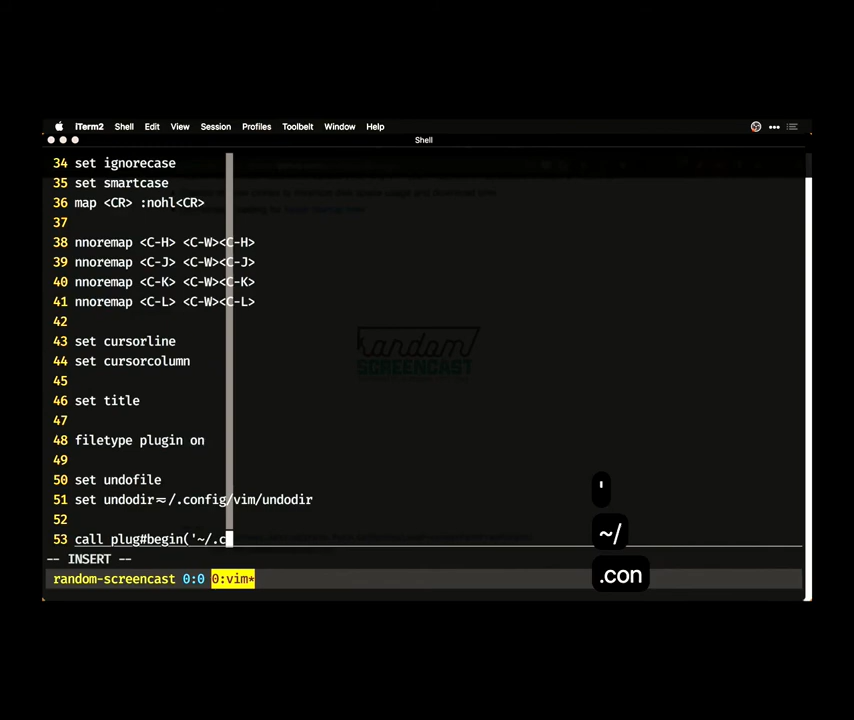 iTerm2 Shell Edit View Session Profiles Toolbelt Window Help
Shell
34 set ignorecase
35 set smartcase
36 map <CR> :nohl<CR>
37
38 nnoremap <C-H> <C-W><C-H>
39 nnoremap <C-J> <C-W><C-J>
40 nnoremap <C-K> <C-W><C-K>
41 nnoremap <C-L> <C-W><C-L>
42
43 set cursorline
44 set cursorcolumn
45
46 set title
47
48 filetype plugin on
49
50 set undofile
51 set undodir=~/.config/vim/undodir
52
53 call plug#begin('~/.c
-- INSERT --
random-screencast 0:0 0:vim*
random
SCREENCAST
'
~/
.con